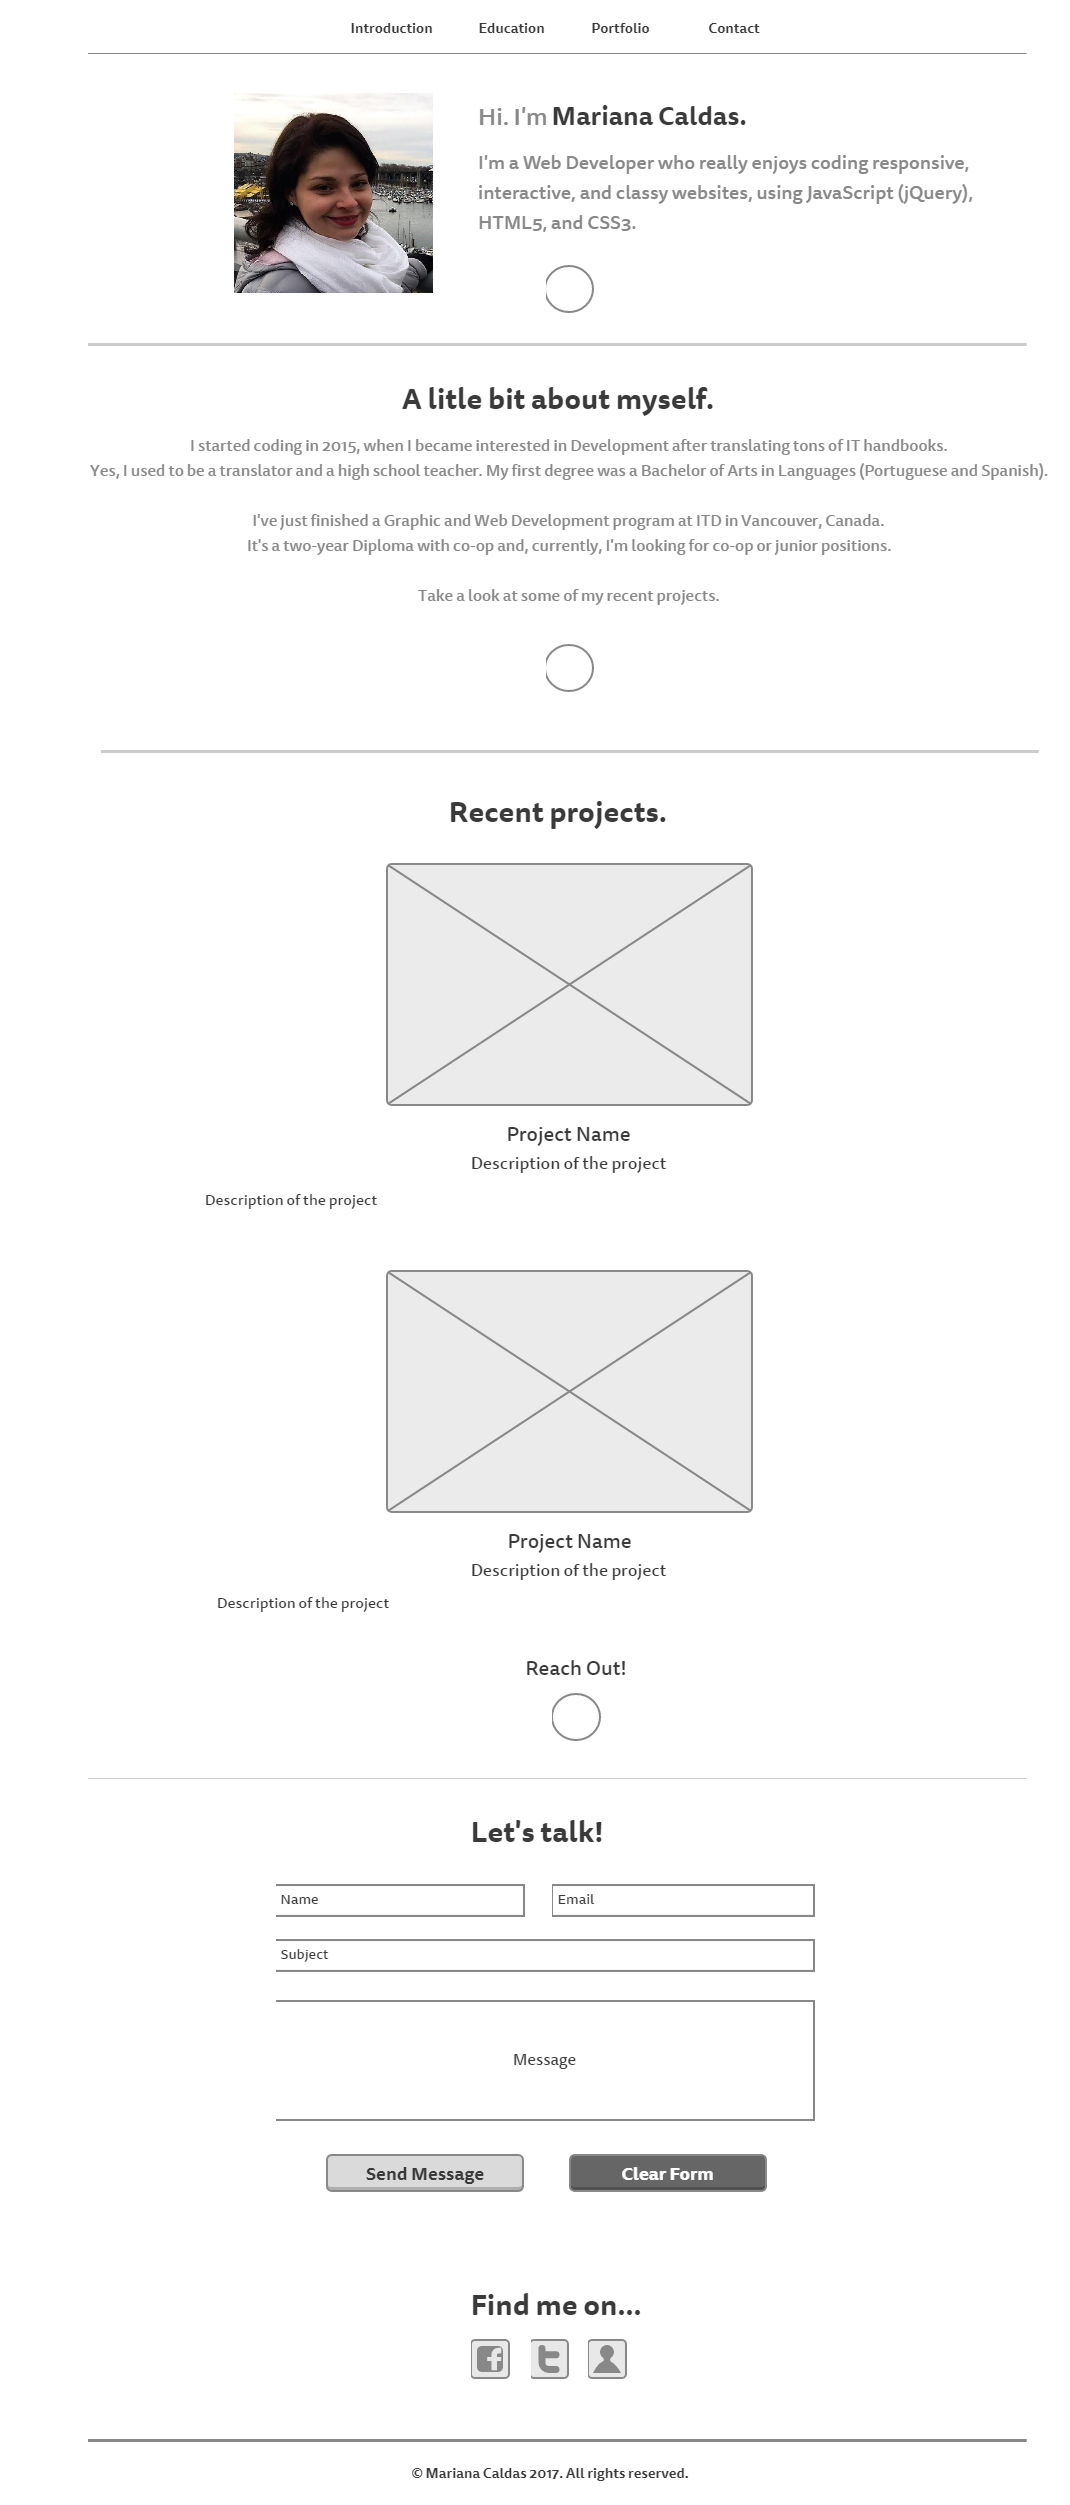 Introduction Education Portfolio Contact
Hi. I'm Mariana Caldas.
I'm a Web Developer who really enjoys coding responsive,
interactive, and classy websites, using JavaScript (jQuery),
HTML5, and CSS3.
A litle bit about myself.
I started coding in 2015, when I became interested in Development after translating tons of IT handbooks.
Yes, I used to be a translator and a high school teacher. My first degree was a Bachelor of Arts in Languages (Portuguese and Spanish).
I've just finished a Graphic and Web Development program at ITD in Vancouver, Canada.
It's a two-year Diploma with co-op and, currently, I'm looking for co-op or junior positions.
Take a look at some of my recent projects.
Recent projects.
Project Name
Description of the project
Description of the project
Project Name
Description of the project
Description of the project
Reach Out!
Let's talk!
Name Email
Subject
Message
Send Message Clear Form
Find me on...
© Mariana Caldas 2017. All rights reserved.